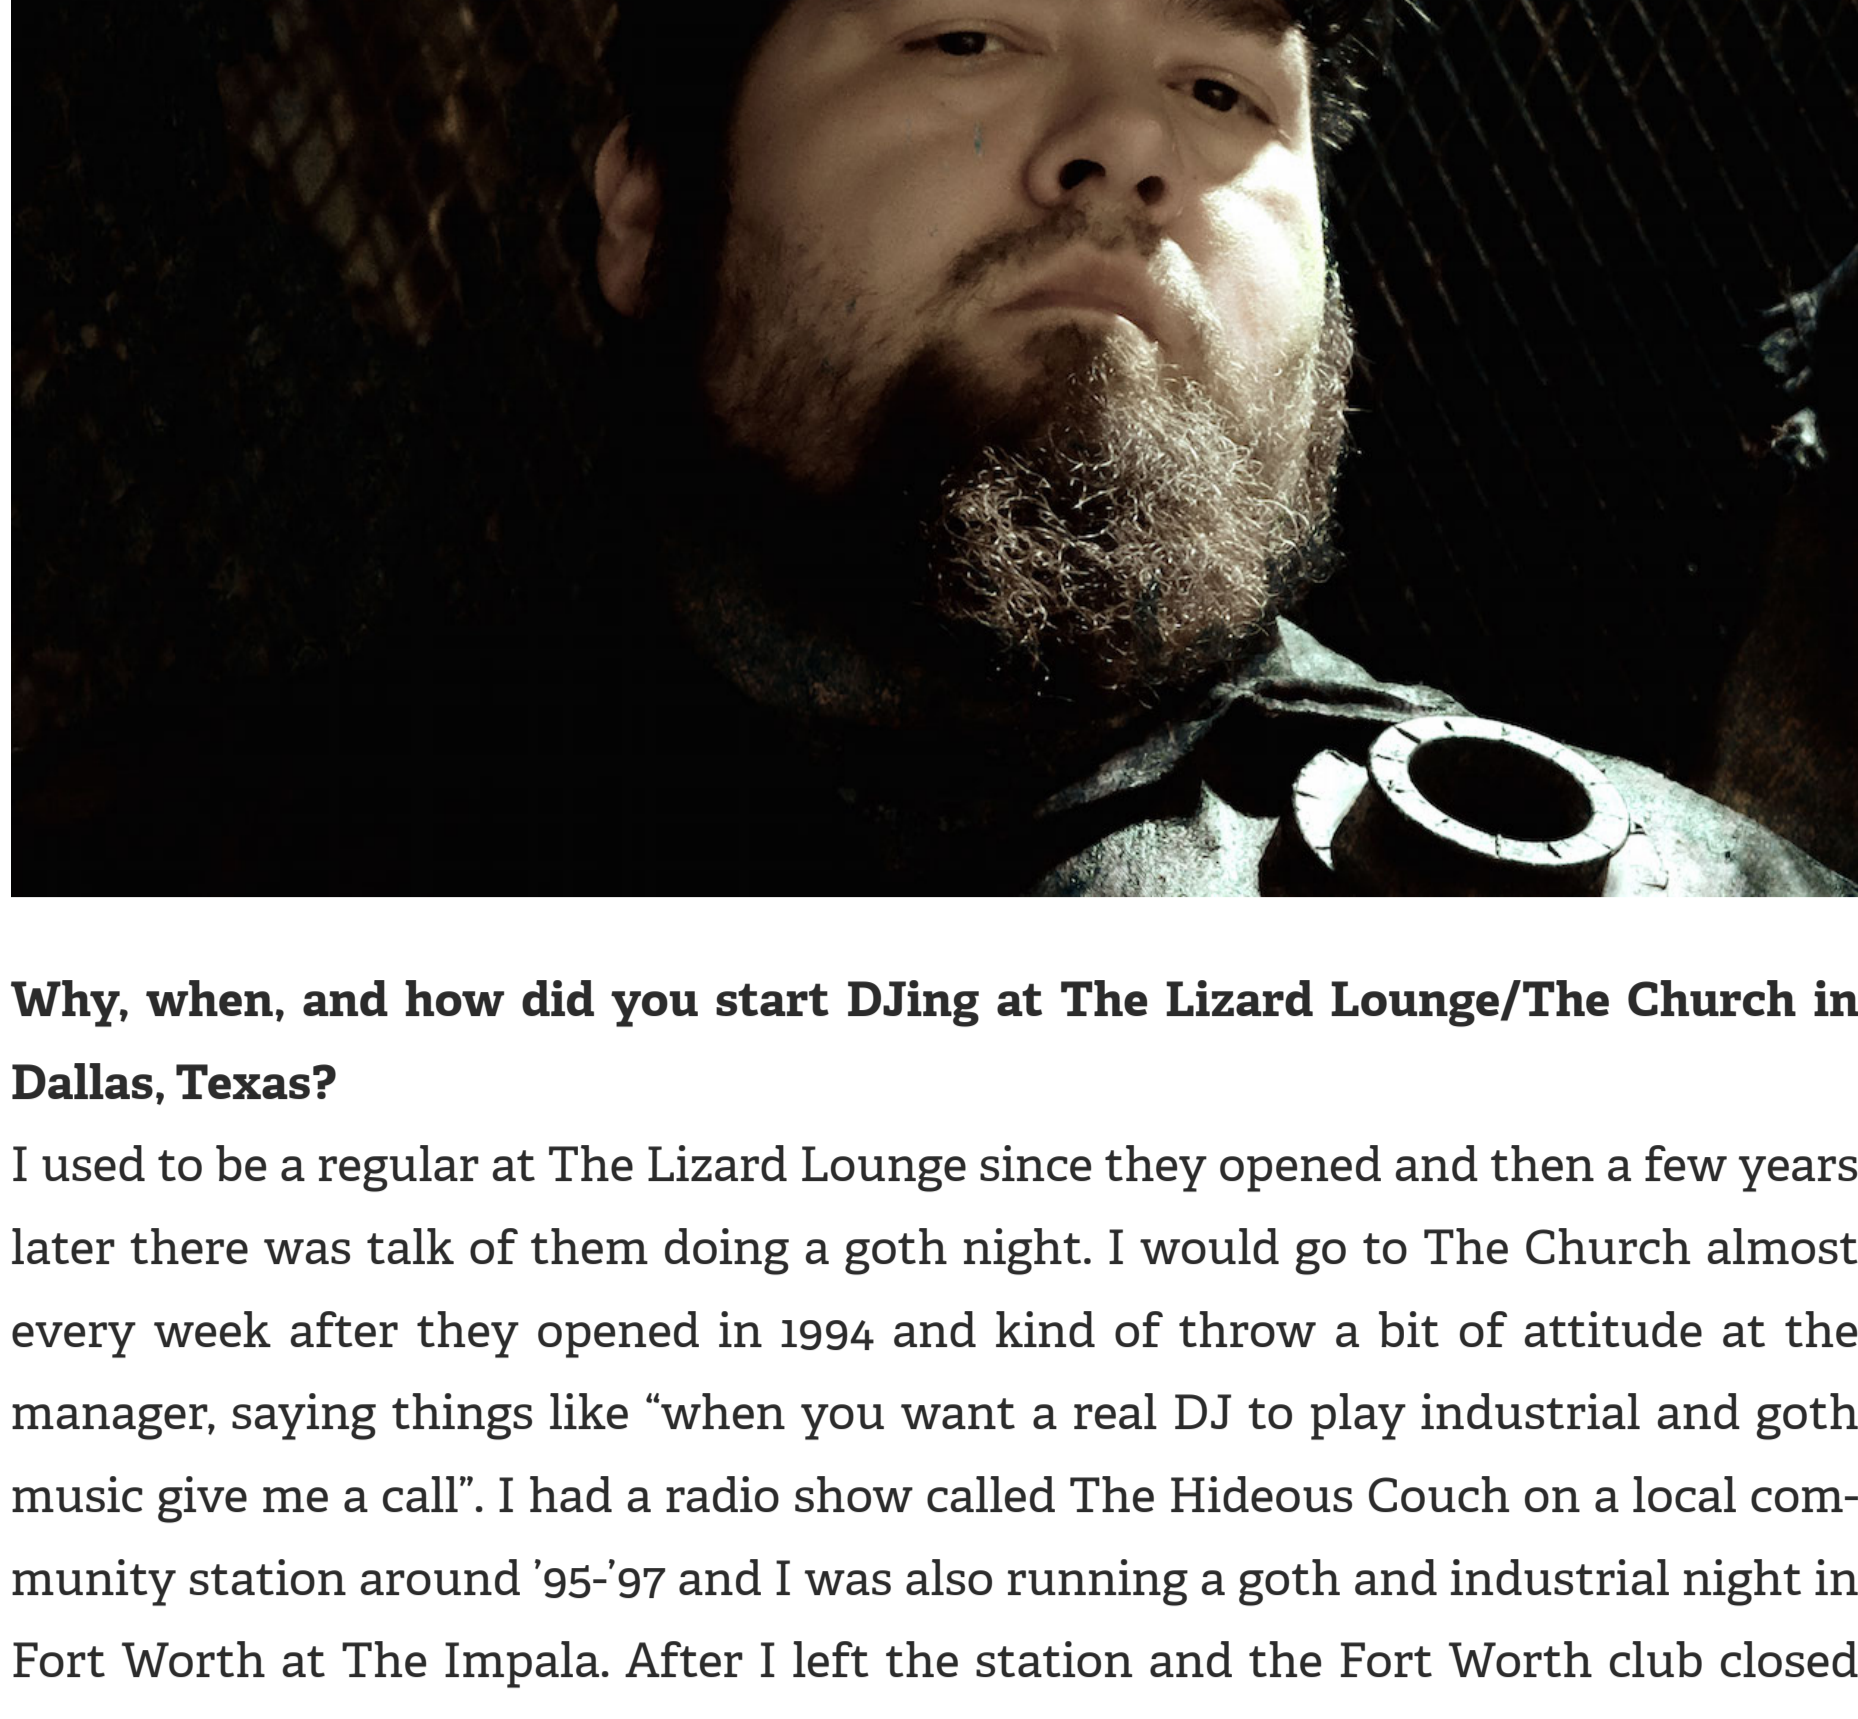 Why, when, and how did you start DJing at The Lizard Lounge/The Church in
Dallas, Texas?
I used to be a regular at The Lizard Lounge since they opened and then a few years
later there was talk of them doing a goth night. I would go to The Church almost
every week after they opened in 1994 and kind of throw a bit of attitude at the
manager, saying things like “when you want a real DJ to play industrial and goth
music give me a call”. I had a radio show called The Hideous Couch on a local com-
munity station around ’95-’97 and I was also running a goth and industrial night in
Fort Worth at The Impala. After I left the station and the Fort Worth club closed